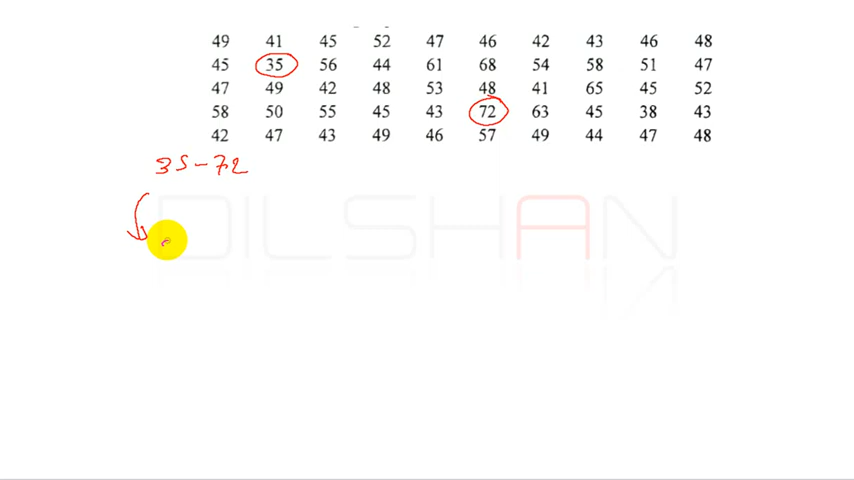 49 41 45 52 47 46 42 43 46 48
45 35 56 44 61 68 54 58 51 47
47 49 42 48 53 48 41 65 45 52
58 50 55 45 43 72 63 45 38 43
42 47 43 49 46 57 49 44 47 48
35-72
DILSHAN